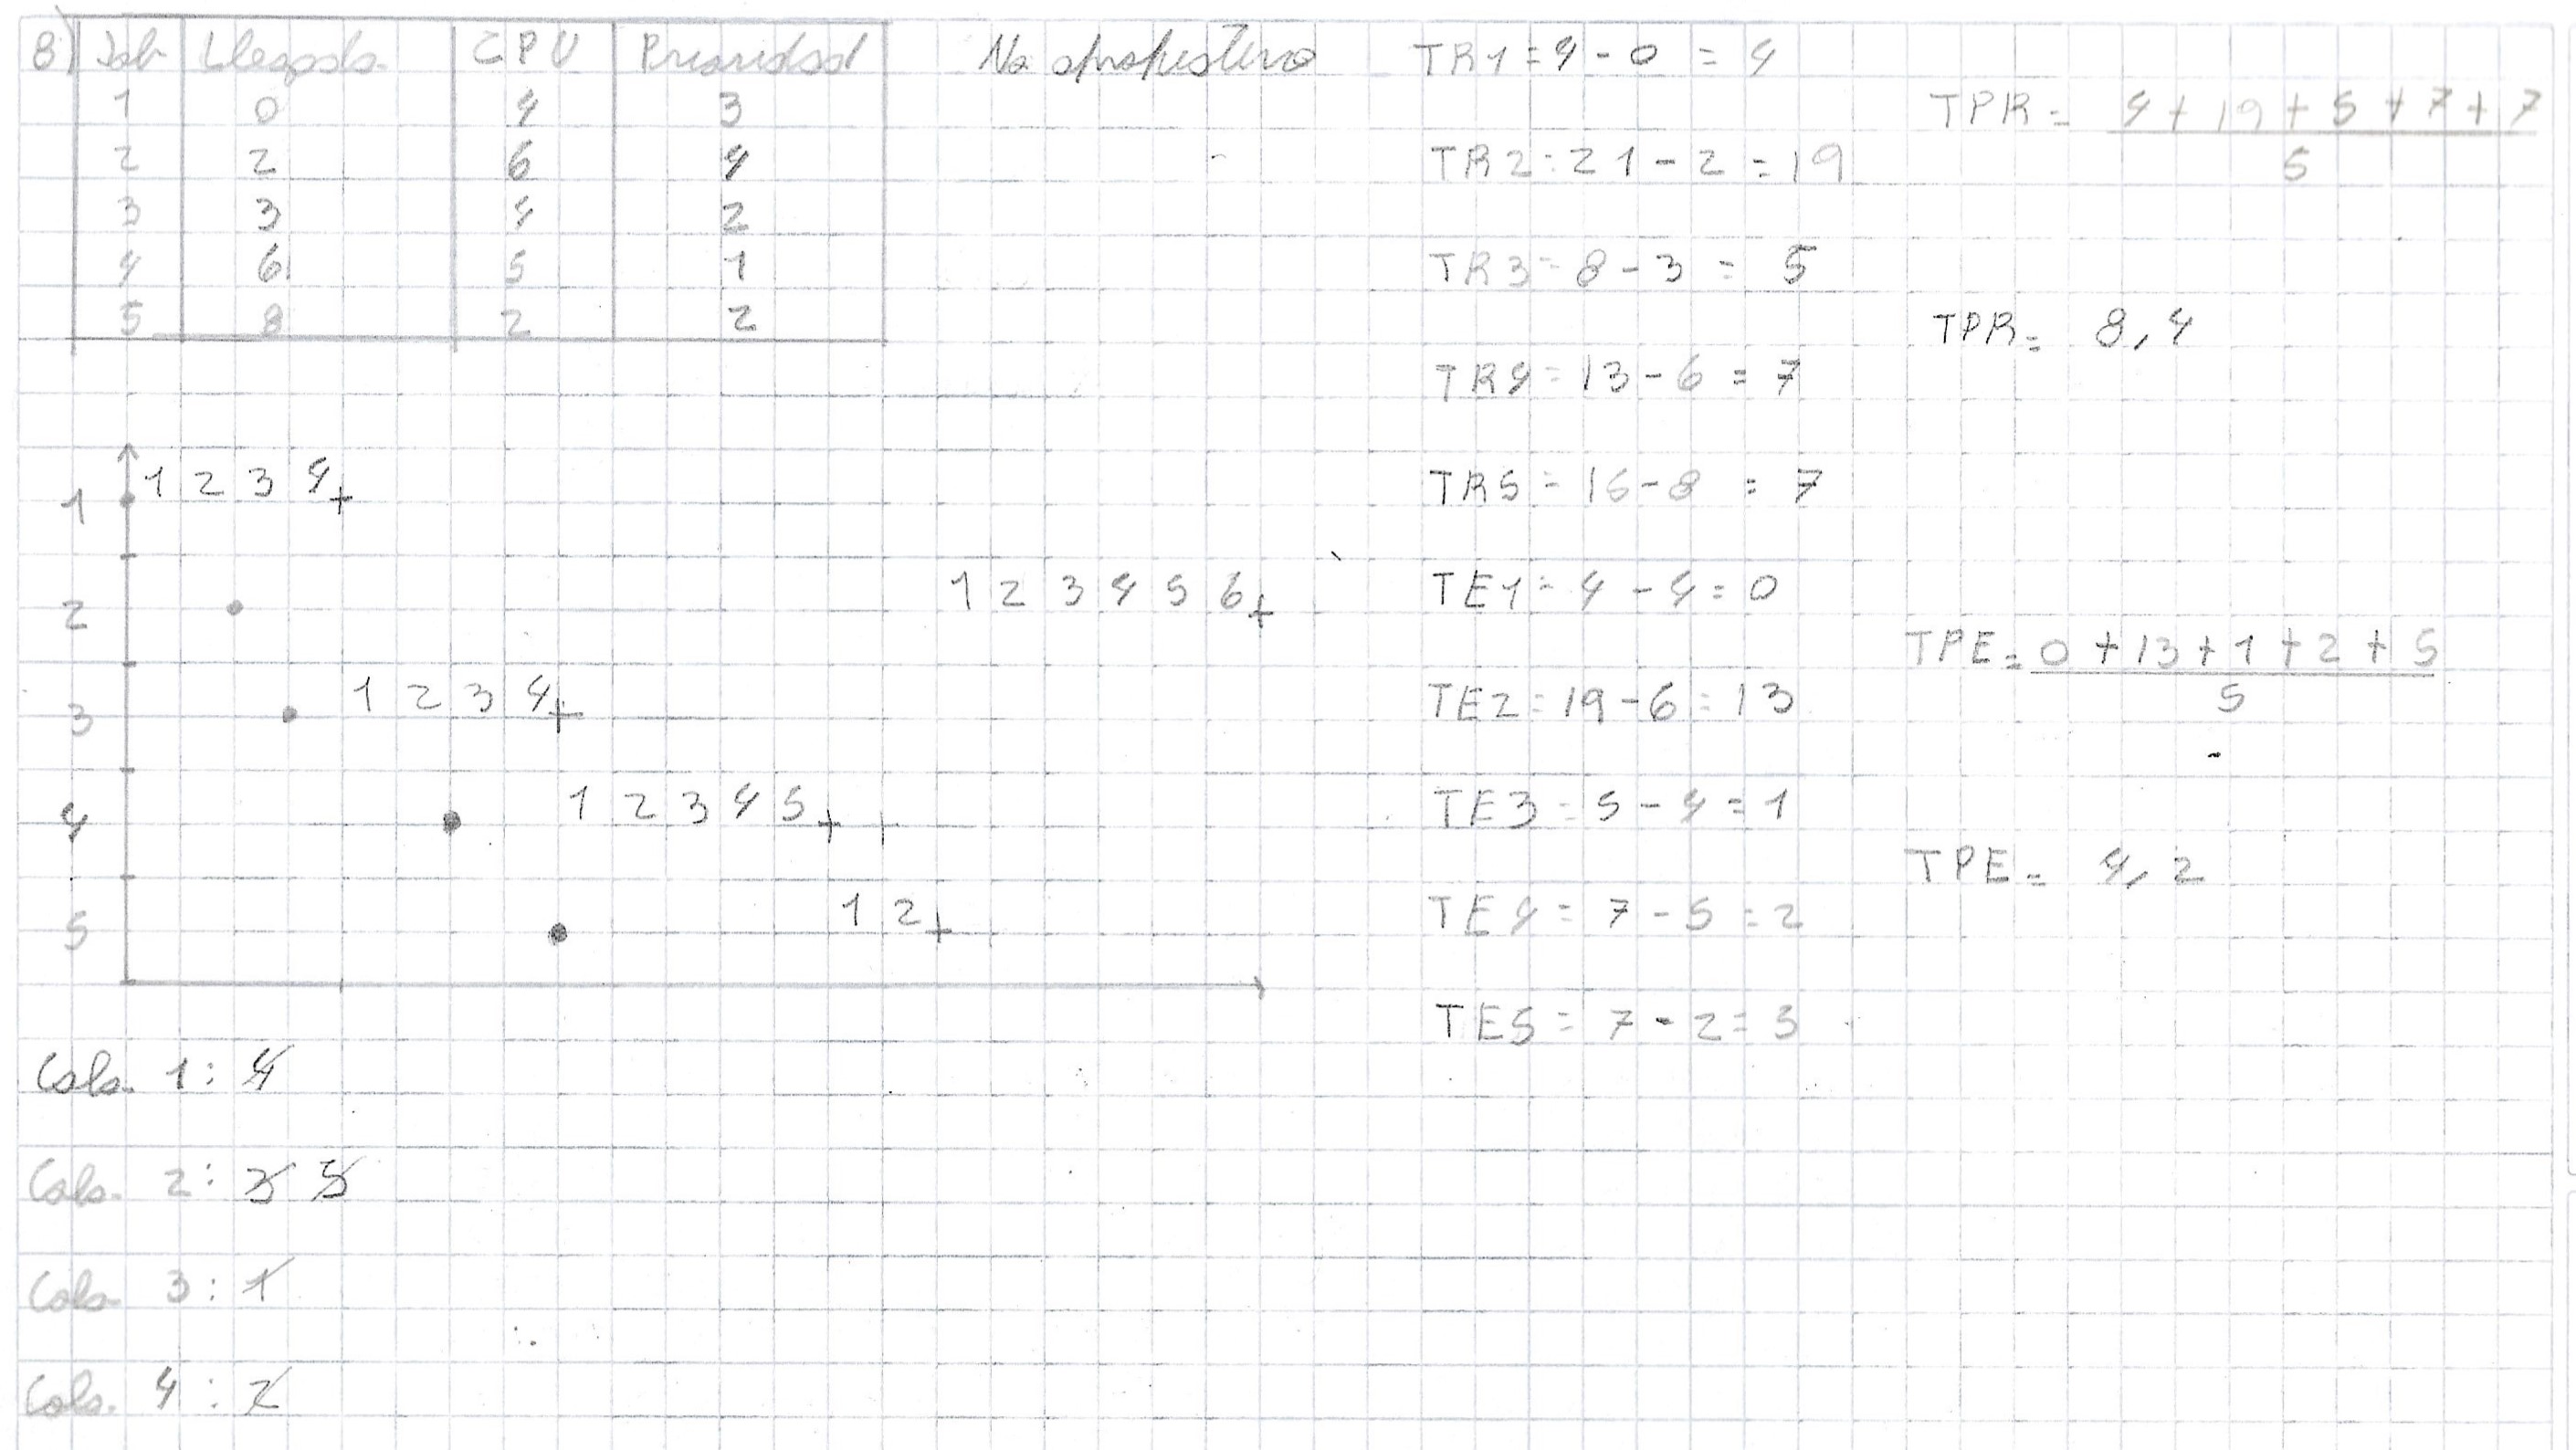 8) Job Llegada CPU Prioridad
1 0 4 3
2 2 6 4
3 3 4 2
4 6 5 1
5 8 2 2
No apropiativo
1 1 2 3 4
2 1 2 3 4 5 6
3 1 2 3 4
4 1 2 3 4 5
5 1 2
Cola 1: 4
Cola 2: 3 5
Cola 3: 1
Cola 4: 2
TR1 = 4 - 0 = 4
TR2 = 21 - 2 = 19
TR3 = 8 - 3 = 5
TR4 = 13 - 6 = 7
TR5 = 15 - 8 = 7
TE1 = 4 - 4 = 0
TE2 = 19 - 6 = 13
TE3 = 5 - 4 = 1
TE4 = 7 - 5 = 2
TE5 = 7 - 2 = 3
TPR = 4 + 19 + 5 + 7 + 7
5
TPR = 8,4
TPE = 0 + 13 + 1 + 2 + 5
5
TPE = 4,2